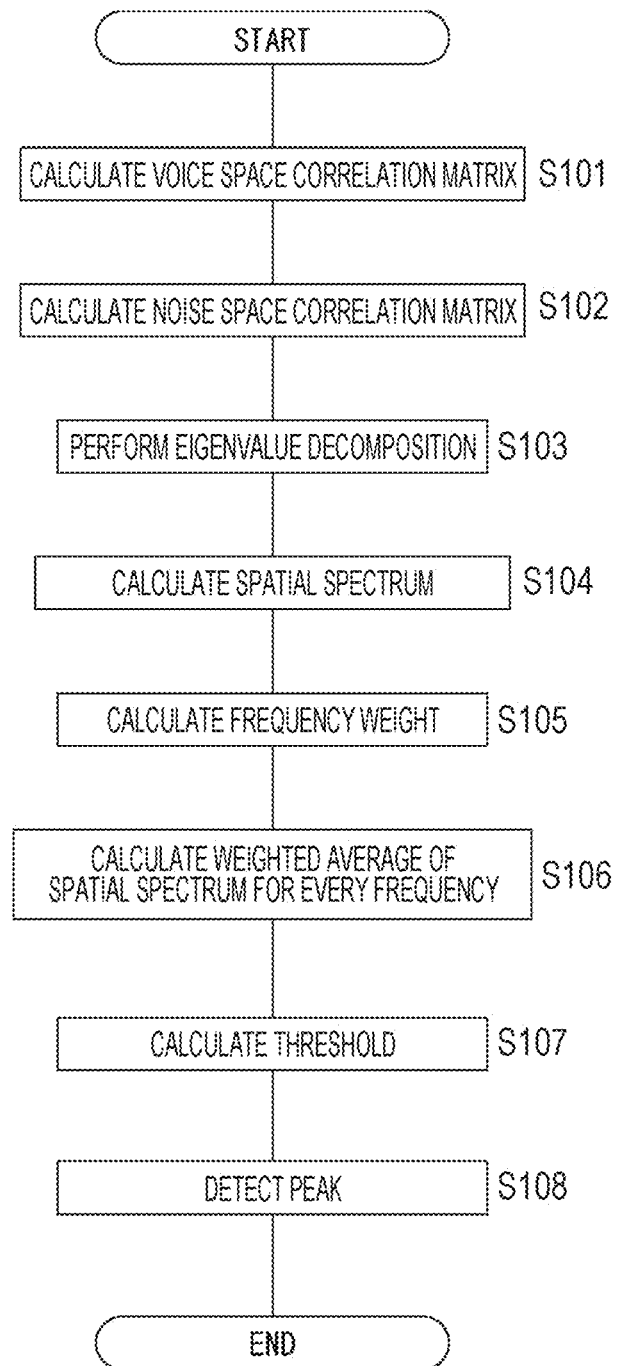 START
CALCULATE VOICE SPACE CORRELATION MATRIX S101
CALCULATE NOISE SPACE CORRELATION MATRIX S102
PERFORM EIGENVALUE DECOMPOSITION S103
CALCULATE SPATIAL SPECTRUM S104
CALCULATE FREQUENCY WEIGHT S105
CALCULATE WEIGHTED AVERAGE OF
SPATIAL SPECTRUM FOR EVERY FREQUENCY S106
CALCULATE THRESHOLD S107
DETECT PEAK S108
END